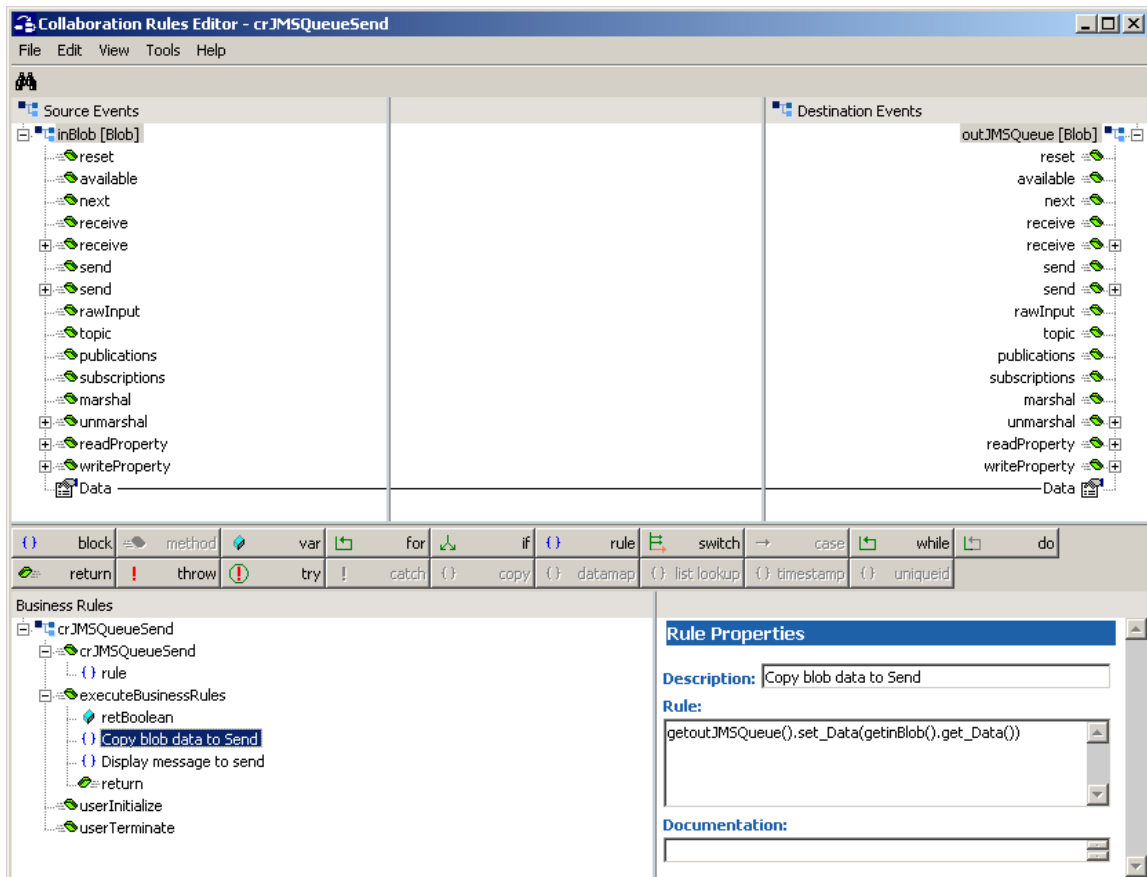 Collaboration Rules Editor - crJMSQueueSend
File Edit View Tools Help
Source Events
Destination Events
inBlob [Blob]
outJMSQueue [Blob]
reset
reset
available
available
next
next
receive
receive
receive
receive
send
send
send
send
rawInput
rawInput
topic
topic
publications
publications
subscriptions
subscriptions
marshal
marshal
unmarshal
unmarshal
readProperty
readProperty
writeProperty
writeProperty
Data
Data
{} block method var for if {} rule switch case while do
return ! throw ! try ! catch {} copy {} datamap {} list lookup {} timestamp {} uniqueid
Business Rules
crJMSQueueSend
crJMSQueueSend
{} rule
executeBusinessRules
retBoolean
{} Copy blob data to Send
{} Display message to send
return
userInitialize
userTerminate
Rule Properties
Description: Copy blob data to Send
Rule:
getoutJMSQueue().set_Data(getinBlob().get_Data())
Documentation: